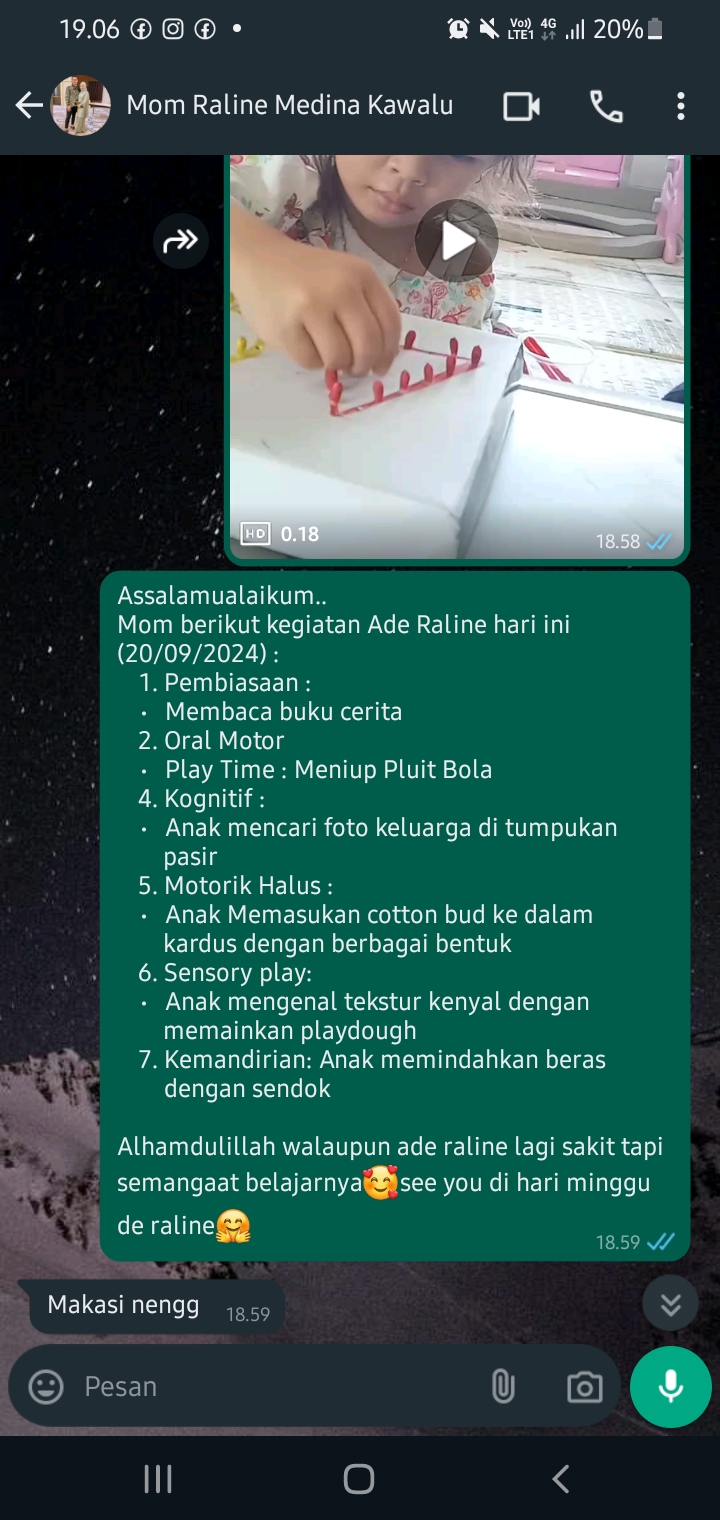 19.06
Vo)) 4G
LTE1
20%
Mom Raline Medina Kawalu
HD 0.18
18.58
Assalamualaikum..
Mom berikut kegiatan Ade Raline hari ini
(20/09/2024) :
1. Pembiasaan :
• Membaca buku cerita
2. Oral Motor
• Play Time : Meniup Pluit Bola
4. Kognitif :
• Anak mencari foto keluarga di tumpukan
pasir
5. Motorik Halus :
• Anak Memasukan cotton bud ke dalam
kardus dengan berbagai bentuk
6. Sensory play:
• Anak mengenal tekstur kenyal dengan
memainkan playdough
7. Kemandirian: Anak memindahkan beras
dengan sendok
Alhamdulillah walaupun ade raline lagi sakit tapi
semangaat belajarnya🥰see you di hari minggu
de raline🤗
18.59
Makasi nengg 18.59
Pesan